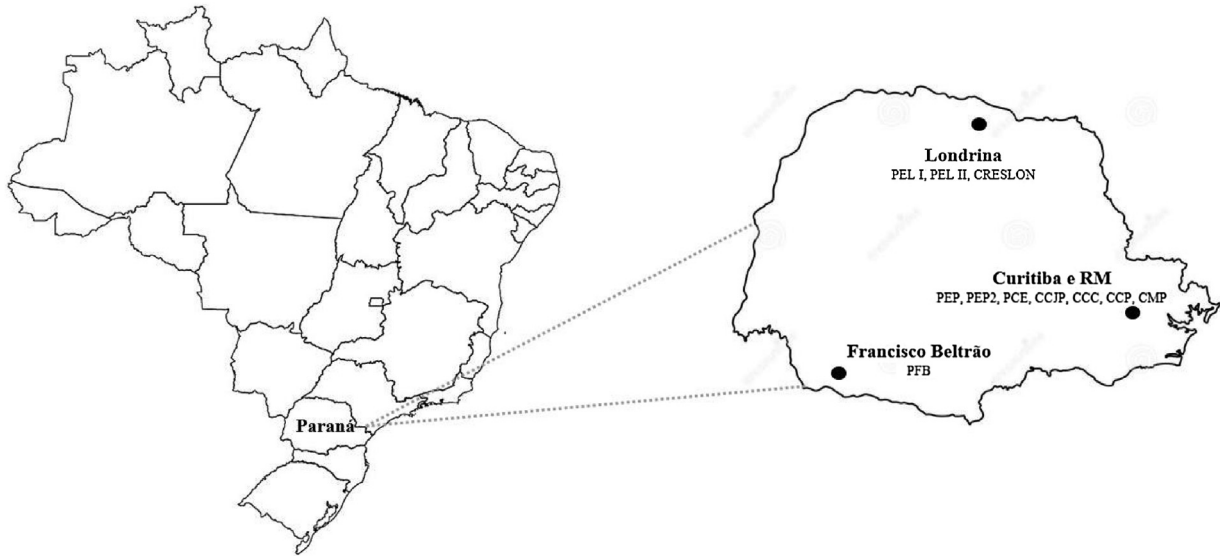 Paraná
Londrina
PEL I, PEL II, CRESLON
Curitiba e RM
PEP, PEP2, PCE, CCJP, CCC, CCP, CMP
Francisco Beltrão
PFB